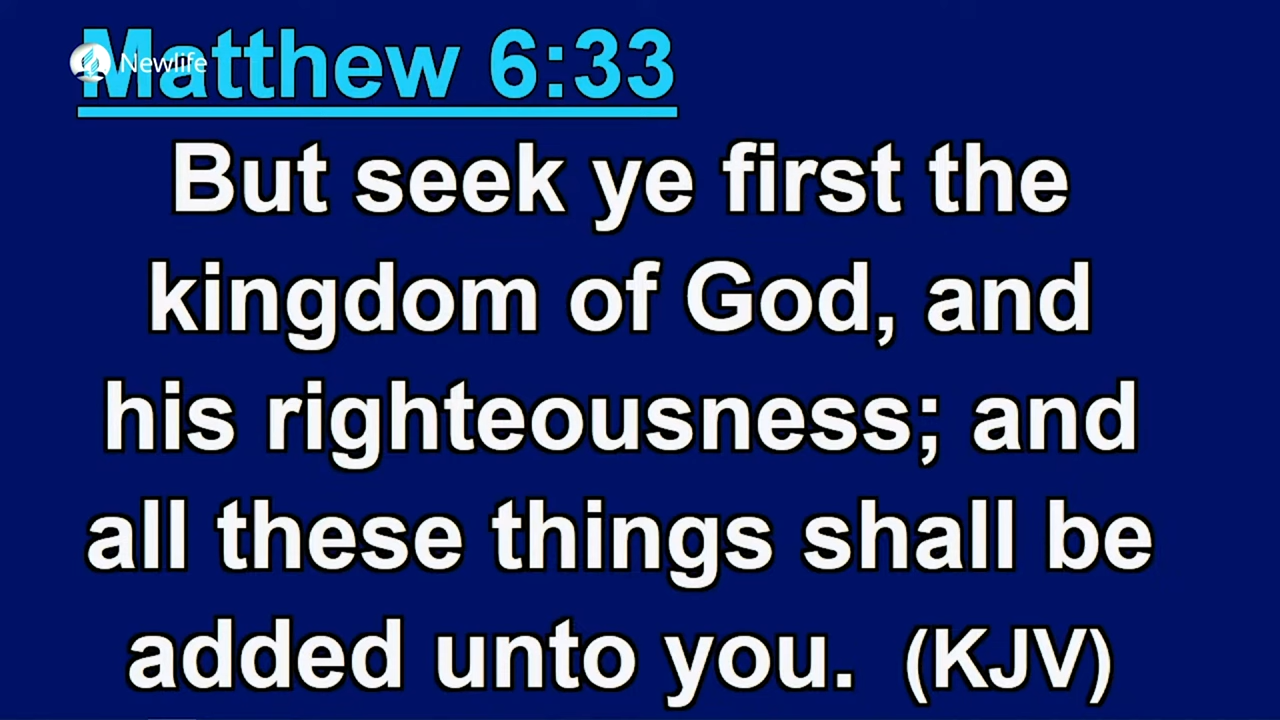 Matthew 6:33
Newlife
But seek ye first the
kingdom of God, and
his righteousness; and
all these things shall be
added unto you. (KJV)